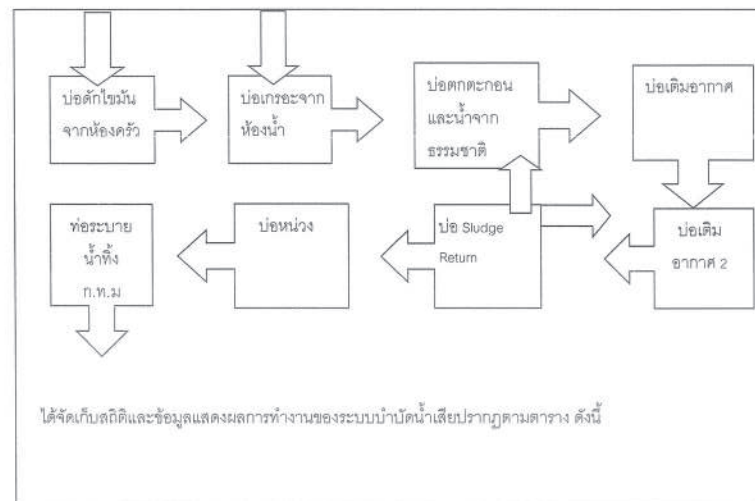 บ่อดักไขมัน
จากห้องครัว
บ่อเกรอะจาก
ห้องน้ำ
บ่อตกตะกอน
และน้ำจาก
ธรรมชาติ
บ่อเติมอากาศ
ท่อระบาย
น้ำทิ้ง
ก.ท.ม
บ่อหน่วง
บ่อ Sludge
Return
บ่อเติม
อากาศ 2
ได้จัดเก็บสถิติและข้อมูลแสดงผลการทำงานของระบบบำบัดน้ำเสียปรากฏตามตาราง ดังนี้